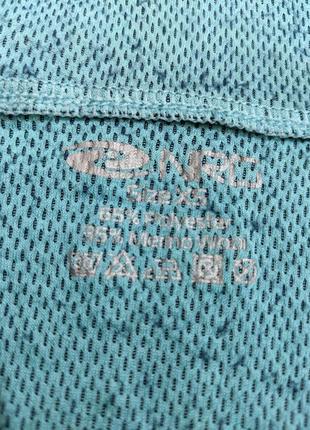 NRG
Size XS
65% Polyester
35% Merino Wool